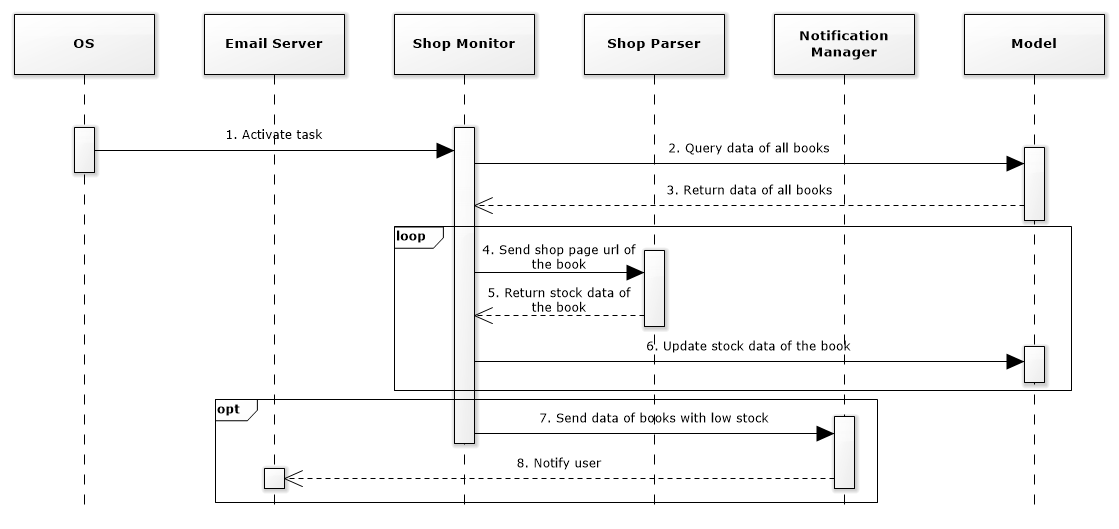 OS
Email Server
Shop Monitor
Shop Parser
Notification
Manager
Model
1. Activate task
2. Query data of all books
3. Return data of all books
loop
4. Send shop page url of
the book
5. Return stock data of
the book
6. Update stock data of the book
opt
7. Send data of books with low stock
8. Notify user